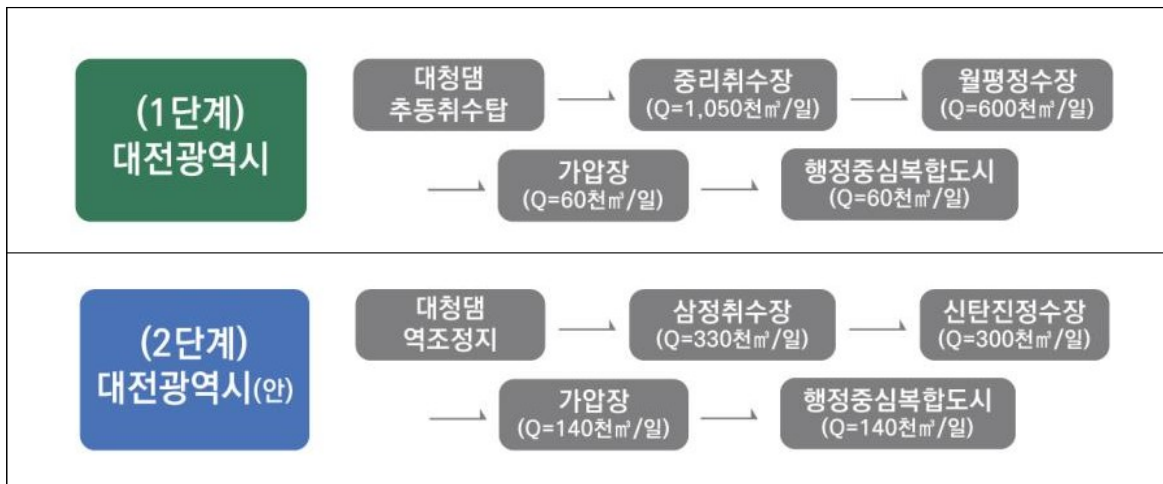 (1단계)
대전광역시
대청댐
추동취수탑
중리취수장
(Q=1,050천㎥/일)
월평정수장
(Q=600천㎥/일)
가압장
(Q=60천㎥/일)
행정중심복합도시
(Q=60천㎥/일)
(2단계)
대전광역시(안)
대청댐
역조정지
삼정취수장
(Q=330천㎥/일)
신탄진정수장
(Q=300천㎥/일)
가압장
(Q=140천㎥/일)
행정중심복합도시
(Q=140천㎥/일)